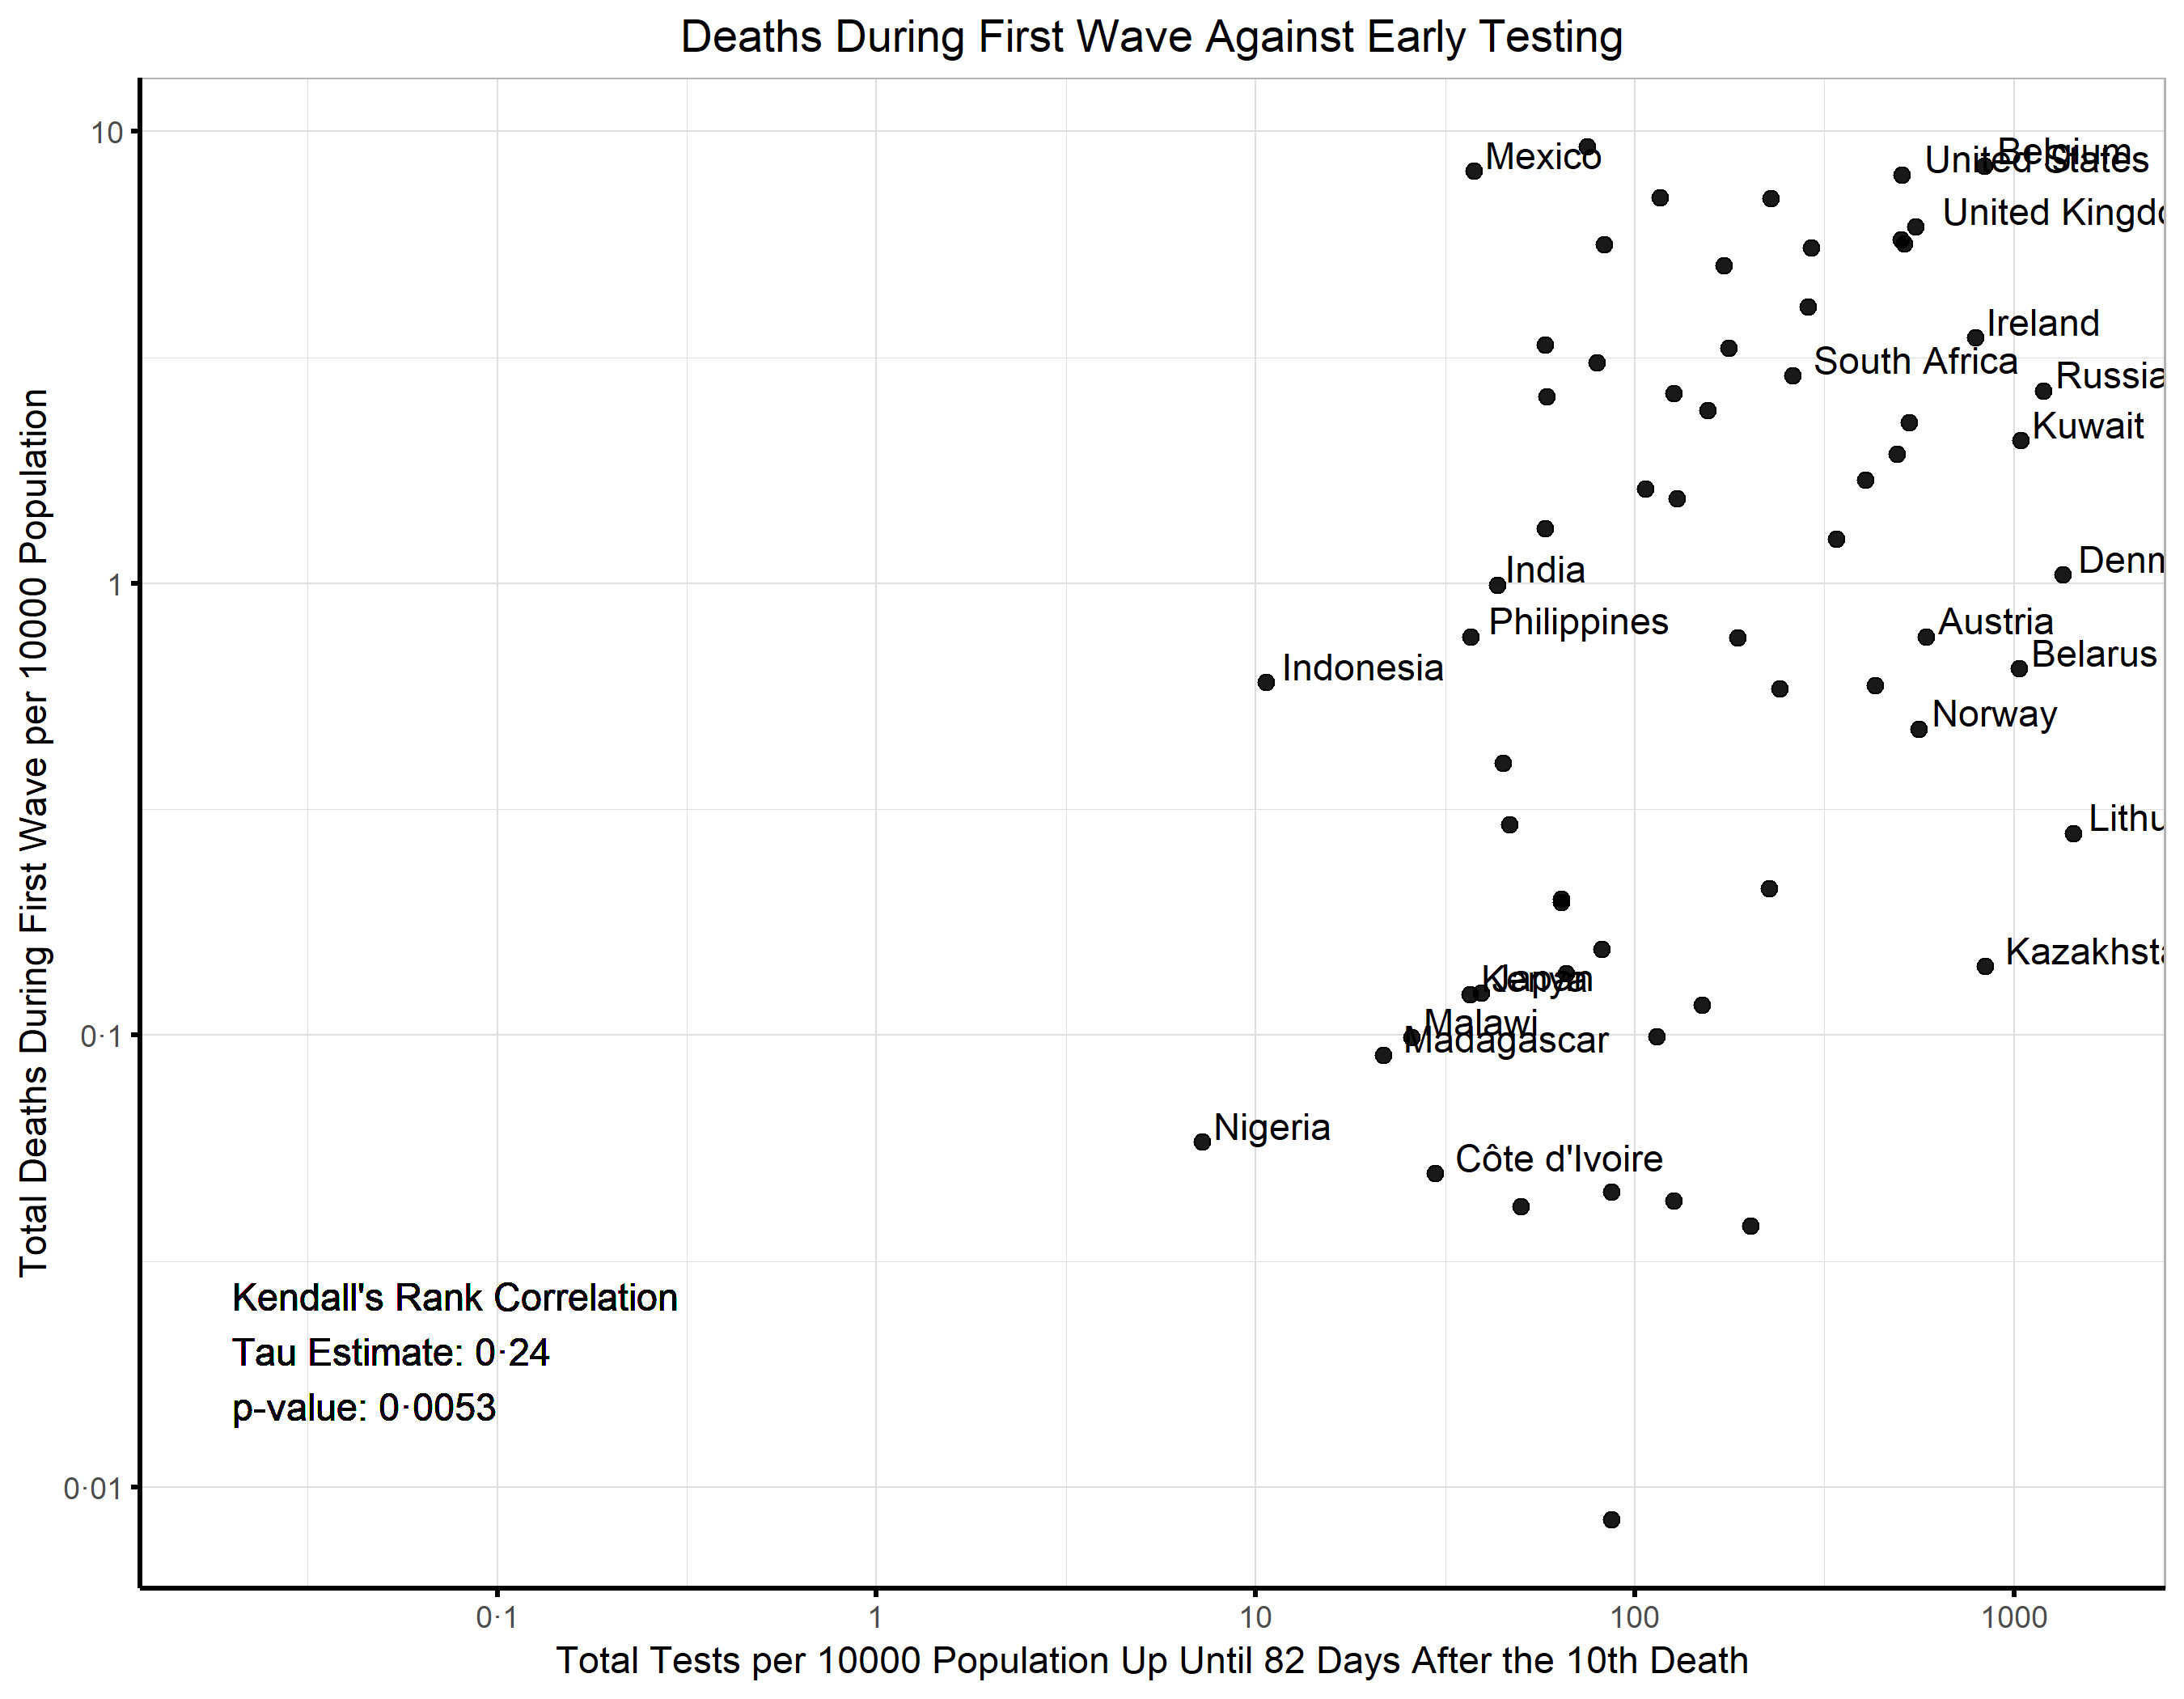 Deaths During First Wave Against Early Testing
Total Deaths During First Wave per 10000 Population
10
1
0·1
0·01
Mexico
Belgium
United States
United Kingdo
Ireland
South Africa
Russia
Kuwait
India
Denm
Philippines
Austria
Belarus
Indonesia
Norway
Lithu
Kazakhsta
Kenya
Japan
Malawi
Madagascar
Nigeria
Côte d'Ivoire
Kendall's Rank Correlation
Tau Estimate: 0·24
p-value: 0·0053
0·1
1
10
100
1000
Total Tests per 10000 Population Up Until 82 Days After the 10th Death